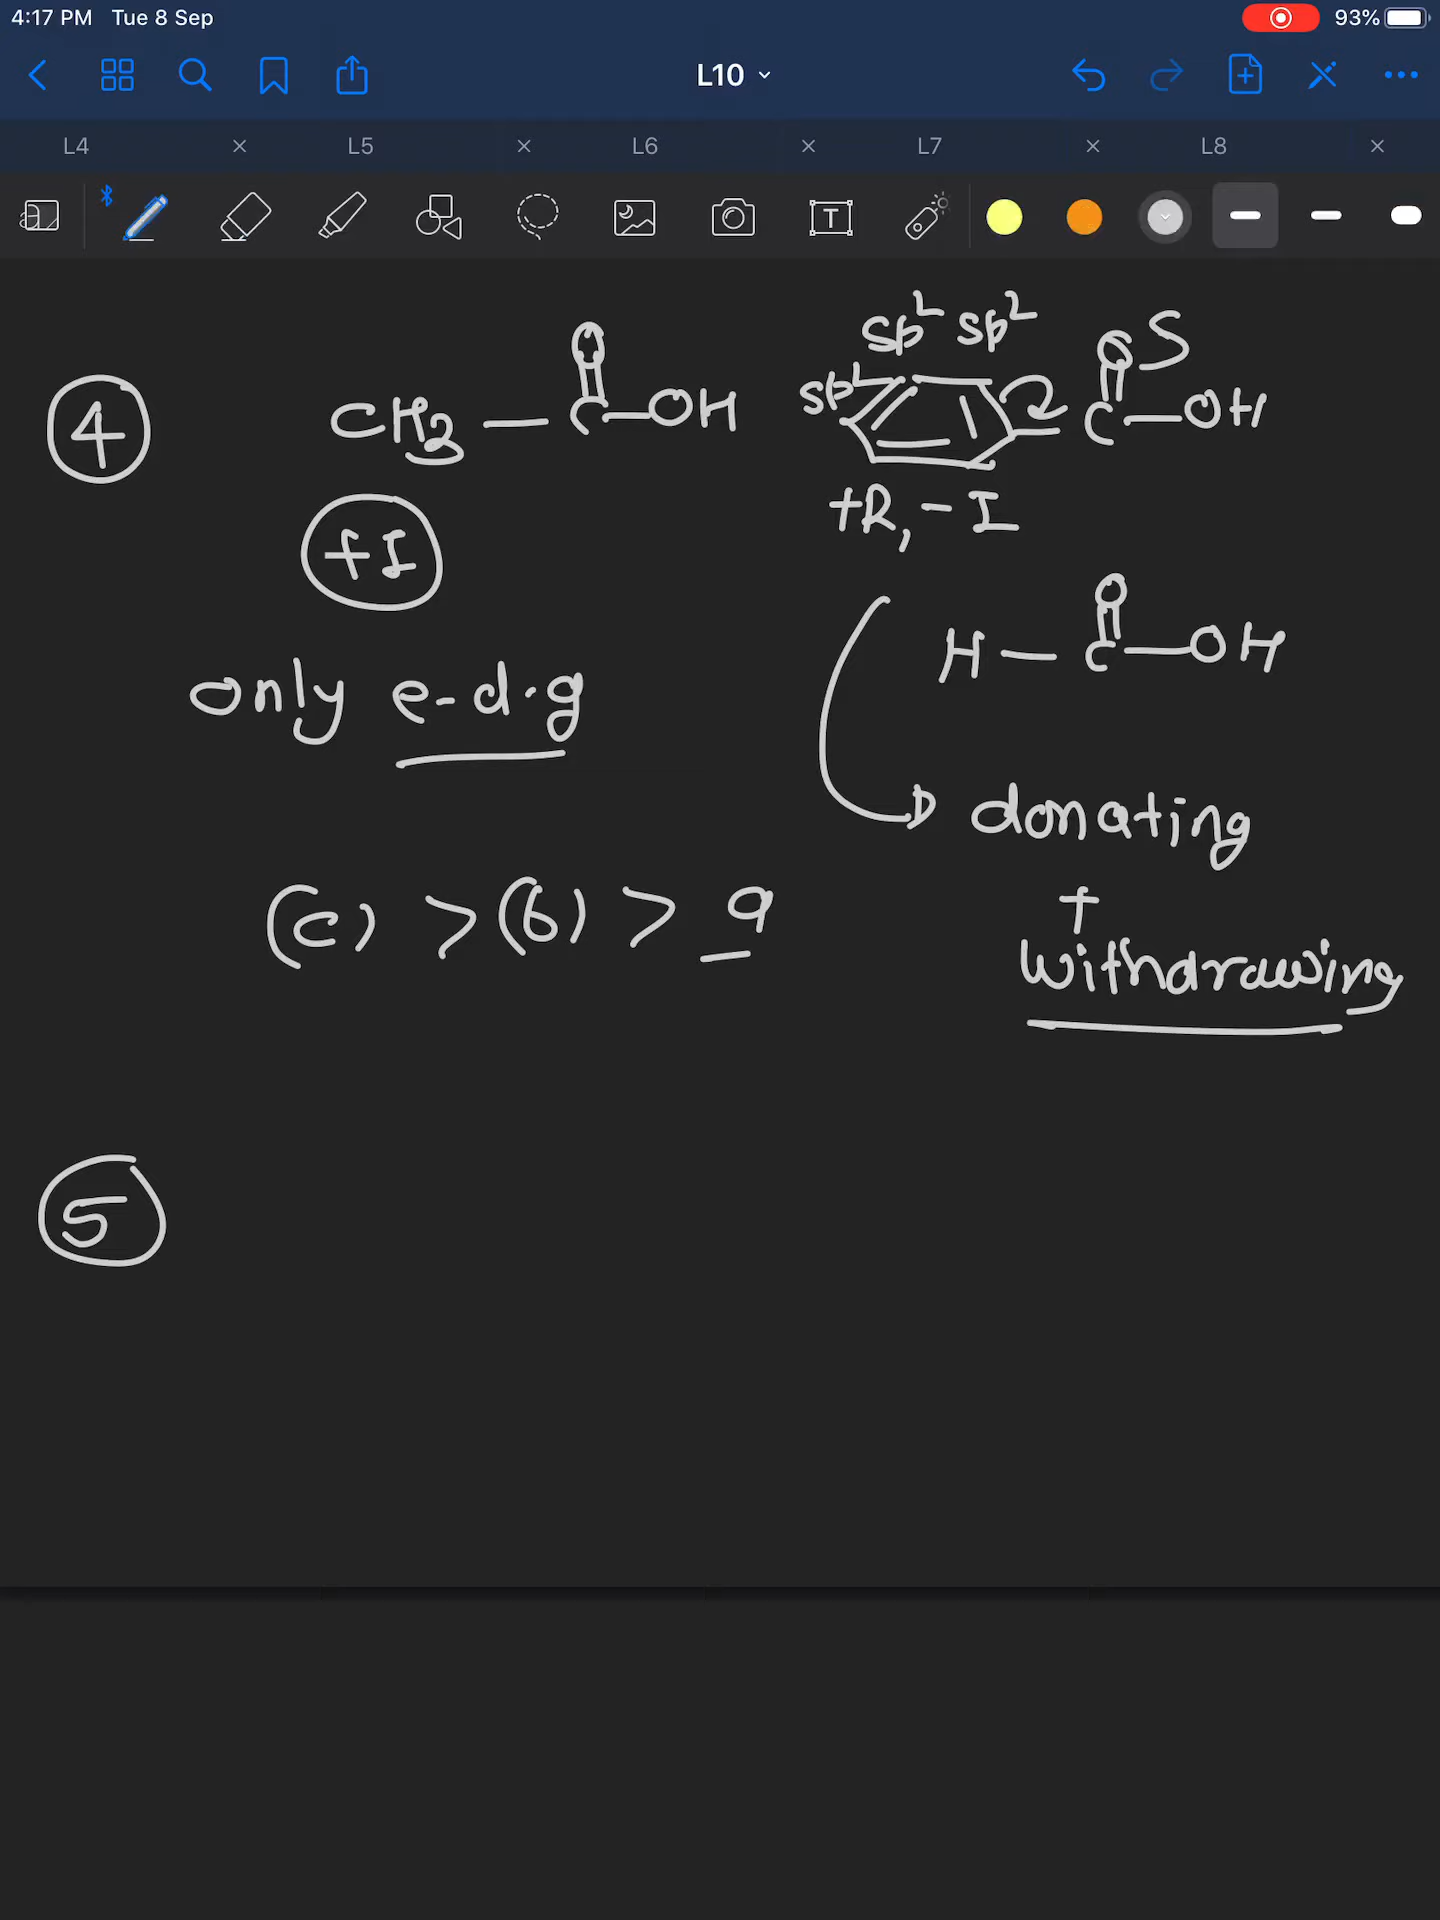 4:17 PM Tue 8 Sep 93%
L10
L4 L5 L6 L7 L8
T
sp² sp²
sp²
4
O
CH3 — C — OH
O
C — OH
+R, - I
+I
O
H — C — OH
only e-d.g
donating
+
withdrawing
(c) > (b) > a
5